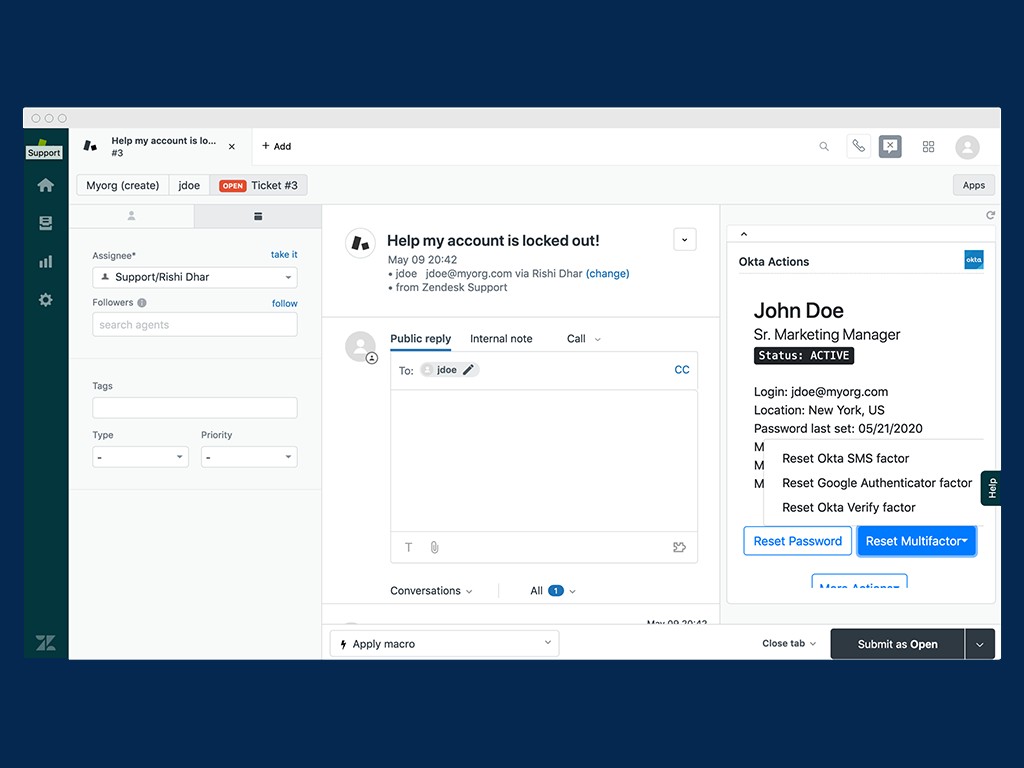 Support
Help my account is lo...
#3
+ Add
Myorg (create)
jdoe
OPEN Ticket #3
Apps
Assignee*
take it
Support/Rishi Dhar
Followers
follow
search agents
Tags
Type
Priority
-
-
Help my account is locked out!
May 09 20:42
• jdoe jdoe@myorg.com via Rishi Dhar (change)
• from Zendesk Support
Public reply
Internal note
Call
To: jdoe
CC
T
Conversations
All 1
May 09 20:42
Apply macro
Okta Actions
okta
John Doe
Sr. Marketing Manager
Status: ACTIVE
Login: jdoe@myorg.com
Location: New York, US
Password last set: 05/21/2020
M
M
M
Reset Okta SMS factor
Reset Google Authenticator factor
Reset Okta Verify factor
Help
Reset Password
Reset Multifactor
More Actions
Close tab
Submit as Open